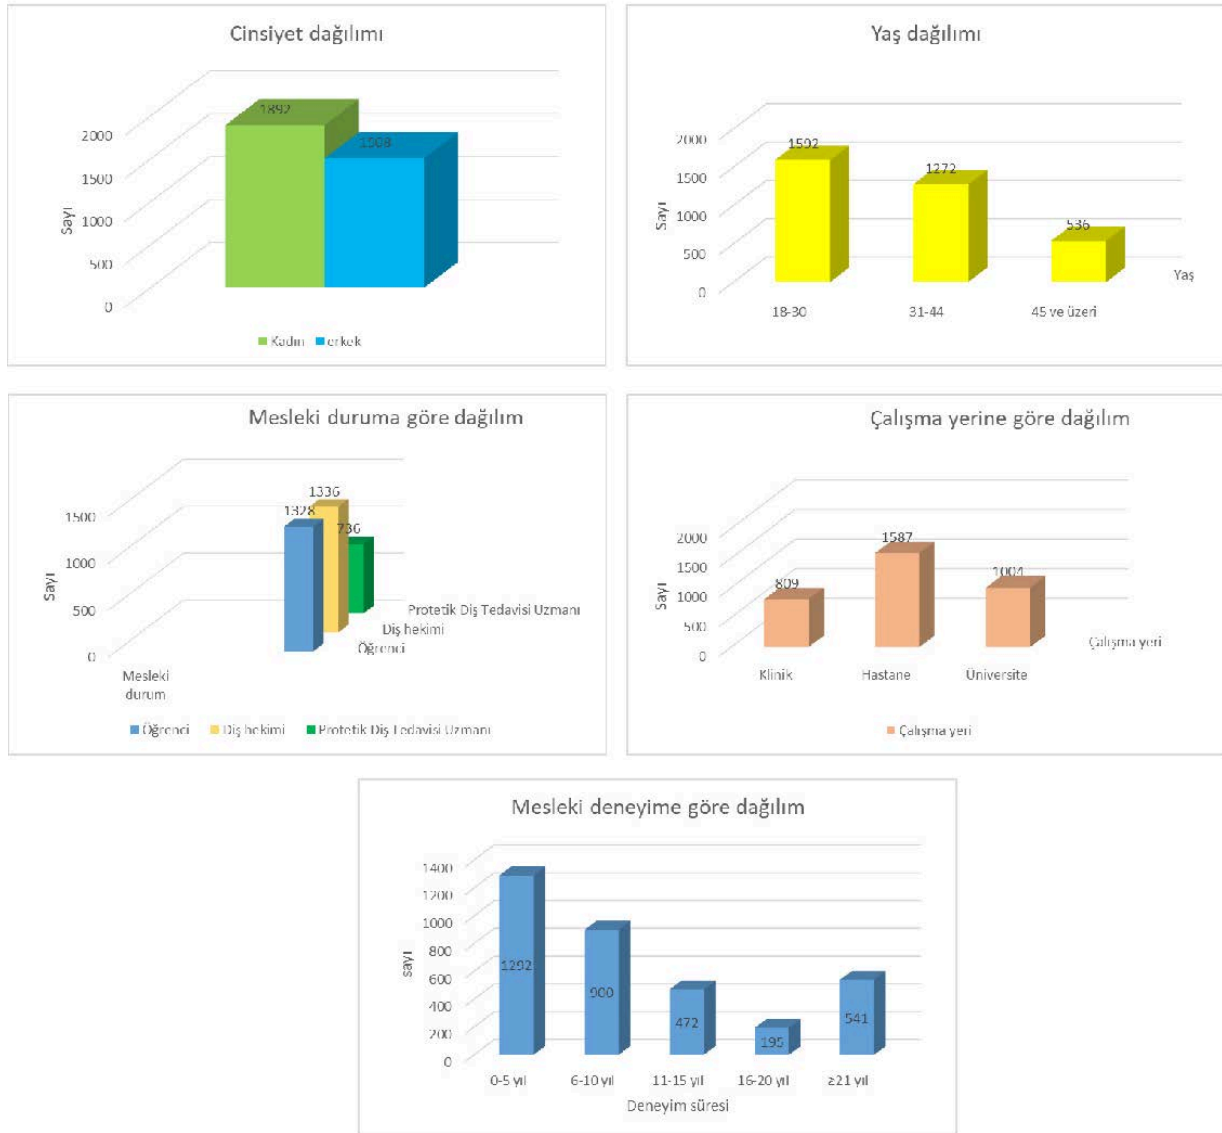 Cinsiyet dağılımı
1892
1508
2000
1500
1000
500
0
Sayı
Kadın erkek
Yaş dağılımı
1592
1272
536
2000
1500
1000
500
0
Sayı
Yaş
18-30 31-44 45 ve üzeri
Mesleki duruma göre dağılım
1336
1328
736
1500
1000
500
0
Sayı
Protetik Diş Tedavisi Uzmanı
Diş hekimi
Öğrenci
Mesleki
durum
Öğrenci Diş hekimi Protetik Diş Tedavisi Uzmanı
Çalışma yerine göre dağılım
1587
1004
809
2000
1500
1000
500
0
Sayı
Çalışma yeri
Klinik Hastane Üniversite
Çalışma yeri
Mesleki deneyime göre dağılım
1400
1200
1000
800
600
400
200
0
sayı
1292
900
472
195
541
0-5 yıl 6-10 yıl 11-15 yıl 16-20 yıl ≥21 yıl
Deneyim süresi